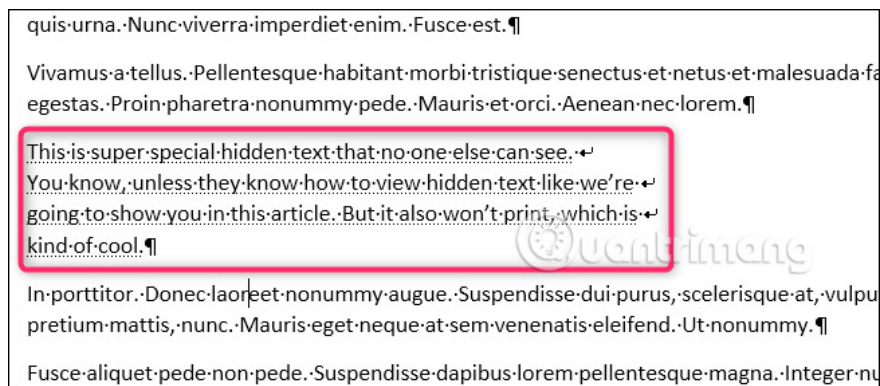 quis urna. Nunc viverra imperdiet enim. Fusce est.¶
Vivamus a tellus. Pellentesque habitant morbi tristique senectus et netus et malesuada fa
egestas. Proin pharetra nonummy pede. Mauris et orci. Aenean nec lorem.¶
This is super special hidden text that no one else can see. ↵
You know, unless they know how to view hidden text like we’re ↵
going to show you in this article. But it also won’t print, which is ↵
kind of cool.¶
Quantrimang
In porttitor. Donec laoreet nonummy augue. Suspendisse dui purus, scelerisque at, vulpu
pretium mattis, nunc. Mauris eget neque at sem venenatis eleifend. Ut nonummy.¶
Fusce aliquet pede non pede. Suspendisse dapibus lorem pellentesque magna. Integer nu